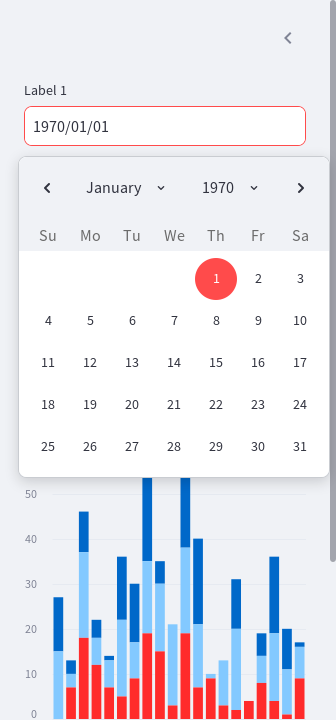 Label 1
1970/01/01
January 1970
Su Mo Tu We Th Fr Sa
1 2 3
4 5 6 7 8 9 10
11 12 13 14 15 16 17
18 19 20 21 22 23 24
25 26 27 28 29 30 31
50
40
30
20
10
0